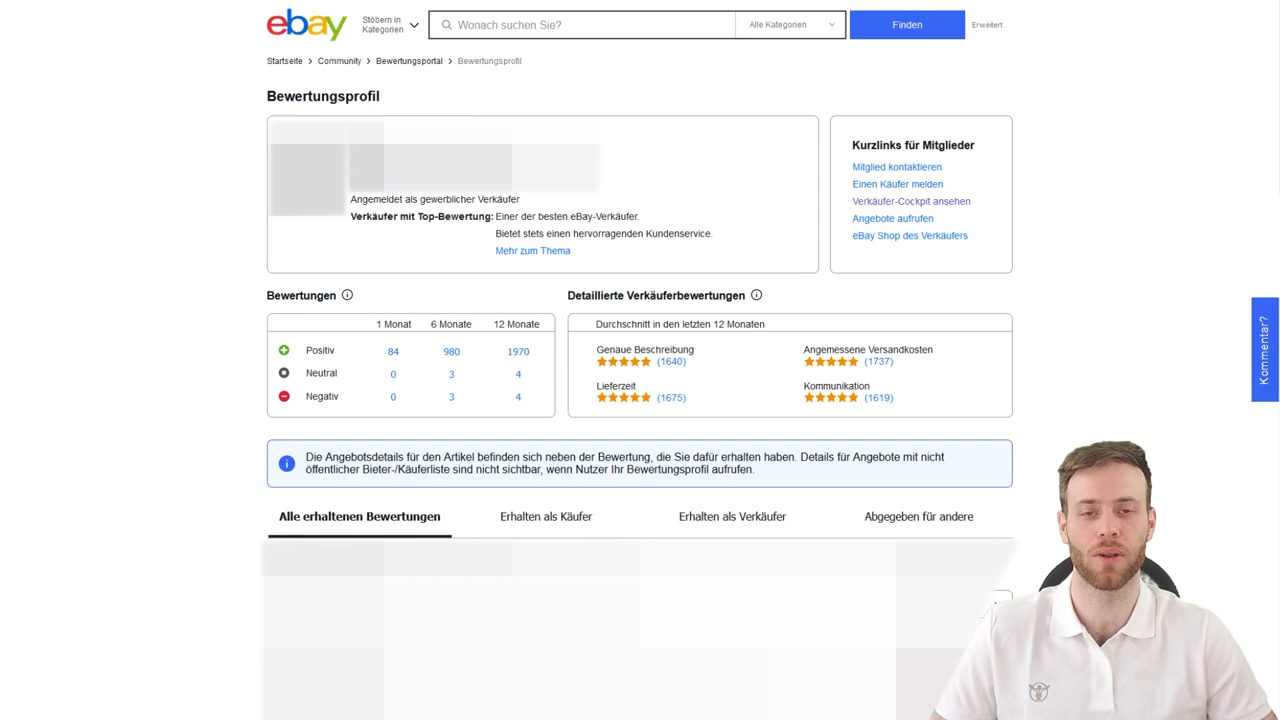 ebay
Stöbern in
Kategorien
Wonach suchen Sie?
Alle Kategorien
Finden
Erweitert
Startseite > Community > Bewertungsportal > Bewertungsprofil
Bewertungsprofil
Angemeldet als gewerblicher Verkäufer
Verkäufer mit Top-Bewertung: Einer der besten eBay-Verkäufer.
Bietet stets einen hervorragenden Kundenservice.
Mehr zum Thema
Kurzlinks für Mitglieder
Mitglied kontaktieren
Einen Käufer melden
Verkäufer-Cockpit ansehen
Angebote aufrufen
eBay Shop des Verkäufers
Bewertungen
1 Monat 6 Monate 12 Monate
Positiv 84 980 1970
Neutral 0 3 4
Negativ 0 3 4
Detaillierte Verkäuferbewertungen
Durchschnitt in den letzten 12 Monaten
Genaue Beschreibung
(1640)
Angemessene Versandkosten
(1737)
Lieferzeit
(1675)
Kommunikation
(1619)
Kommentar?
Die Angebotsdetails für den Artikel befinden sich neben der Bewertung, die Sie dafür erhalten haben. Details für Angebote mit nicht
öffentlicher Bieter-/Käuferliste sind nicht sichtbar, wenn Nutzer Ihr Bewertungsprofil aufrufen.
Alle erhaltenen Bewertungen Erhalten als Käufer Erhalten als Verkäufer Abgegeben für andere